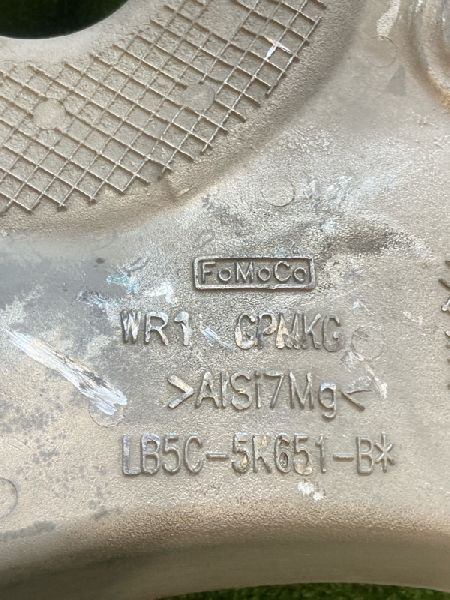 FoMoCo
WR1 CPMKG
>AlSi7Mg<
LB5C-5K651-B*